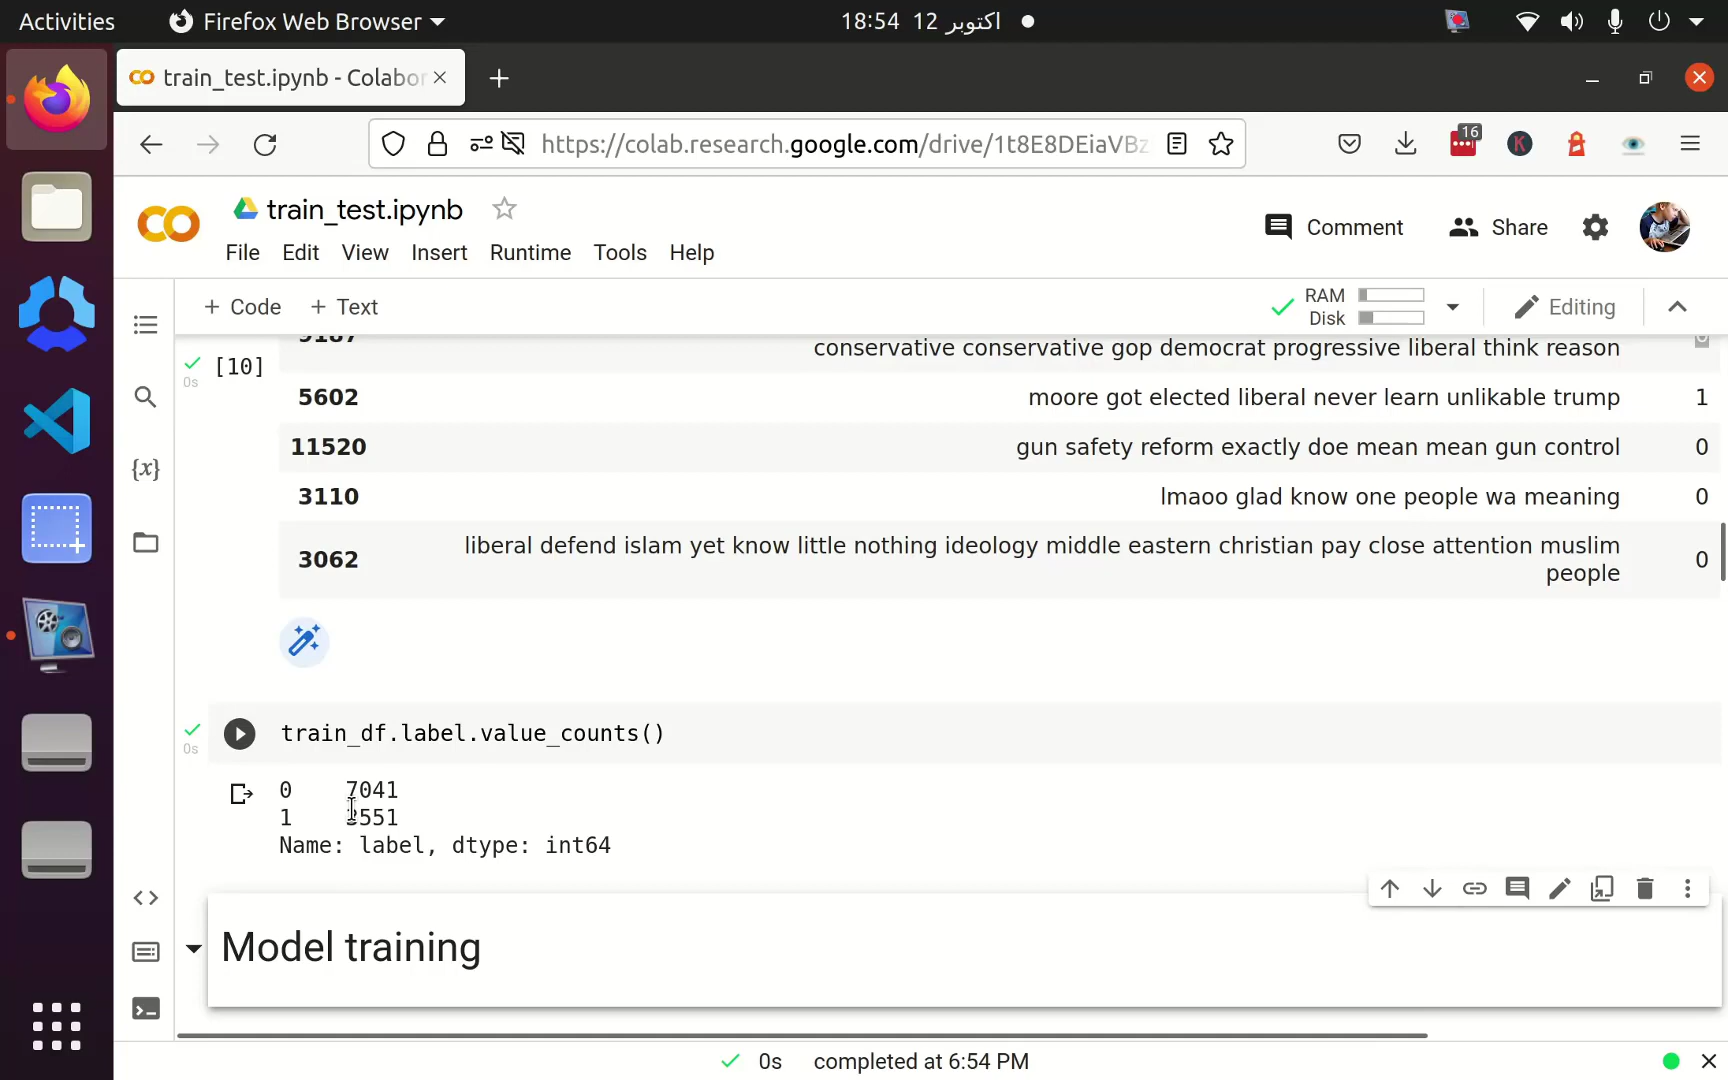 Activities
Firefox Web Browser
18:54 12 اکتوبر
train_test.ipynb - Colabor
https://colab.research.google.com/drive/1t8E8DEiaVBz
16
K
train_test.ipynb
Comment
Share
File Edit View Insert Runtime Tools Help
+ Code + Text
RAM
Disk
Editing
[10]
0s
conservative conservative gop democrat progressive liberal think reason
5602 moore got elected liberal never learn unlikable trump 1
11520 gun safety reform exactly doe mean mean gun control 0
3110 lmaoo glad know one people wa meaning 0
3062 liberal defend islam yet know little nothing ideology middle eastern christian pay close attention muslim people 0
{x}
0s
train_df.label.value_counts()
0 7041
1
Name: label, dtype: int64
Model training
0s completed at 6:54 PM